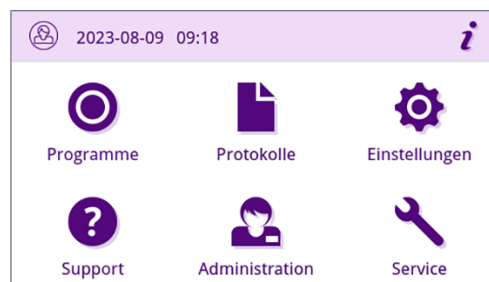 2023-08-09 09:18 i
Programme Protokolle Einstellungen
?
Support Administration Service